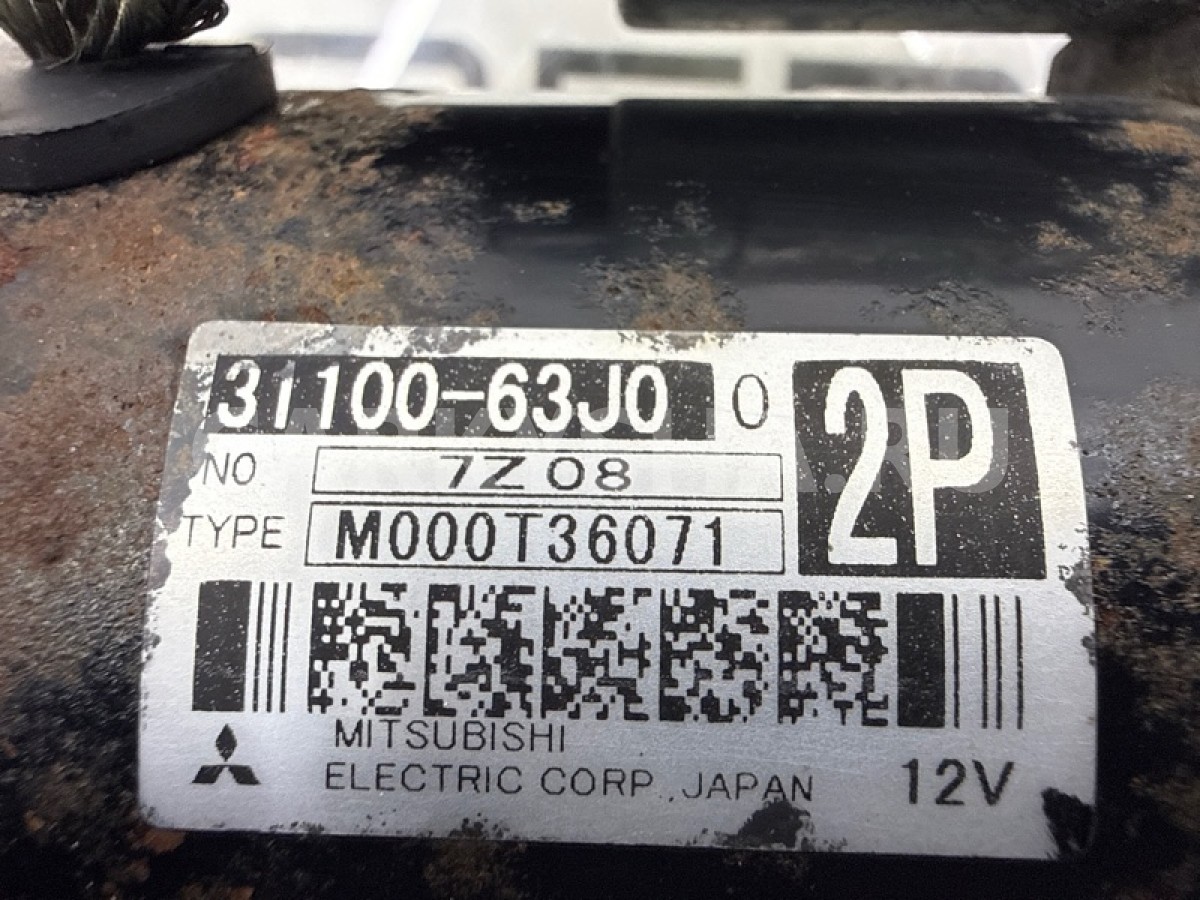 31100-63J0 0
2P
NO. 7Z08
TYPE M000T36071
MITSUBISHI
ELECTRIC CORP., JAPAN 12V